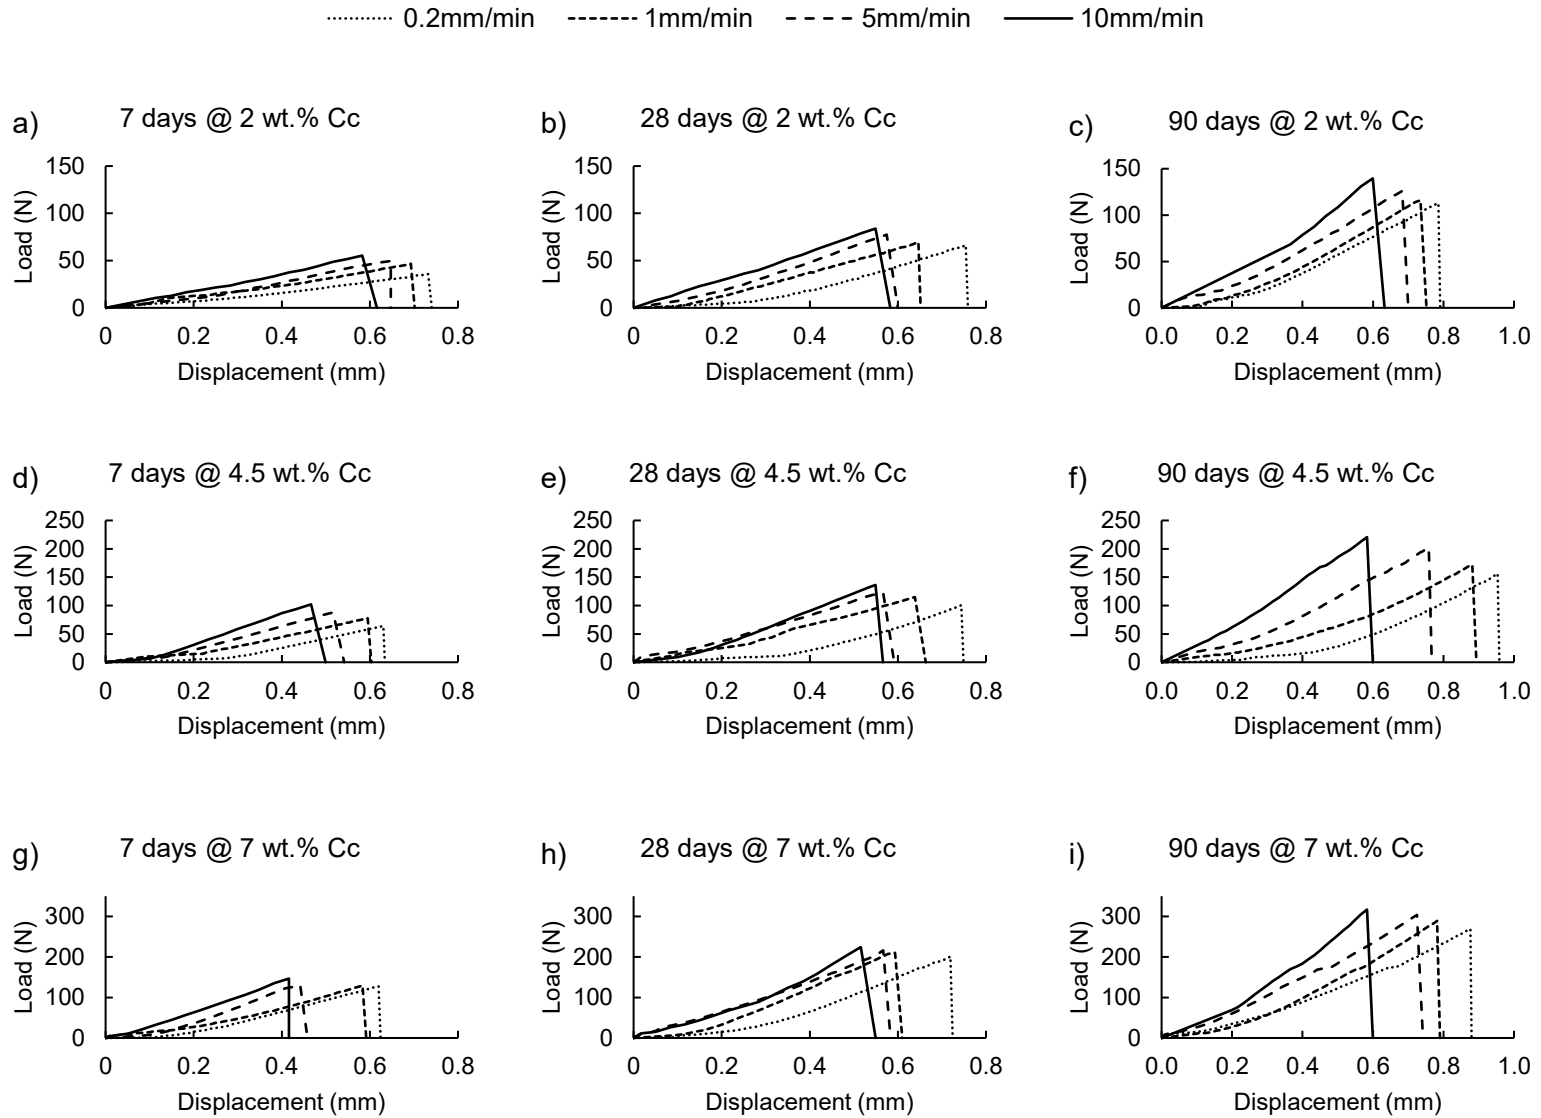 0.2mm/min 1mm/min 5mm/min 10mm/min
a) 7 days @ 2 wt.% Cc
Load (N)
150
100
50
0
0 0.2 0.4 0.6 0.8
Displacement (mm)
b) 28 days @ 2 wt.% Cc
Load (N)
150
100
50
0
0 0.2 0.4 0.6 0.8
Displacement (mm)
c) 90 days @ 2 wt.% Cc
Load (N)
150
100
50
0
0.0 0.2 0.4 0.6 0.8 1.0
Displacement (mm)
d) 7 days @ 4.5 wt.% Cc
Load (N)
250
200
150
100
50
0
0 0.2 0.4 0.6 0.8
Displacement (mm)
e) 28 days @ 4.5 wt.% Cc
Load (N)
250
200
150
100
50
0
0 0.2 0.4 0.6 0.8
Displacement (mm)
f) 90 days @ 4.5 wt.% Cc
Load (N)
250
200
150
100
50
0
0.0 0.2 0.4 0.6 0.8 1.0
Displacement (mm)
g) 7 days @ 7 wt.% Cc
Load (N)
300
200
100
0
0 0.2 0.4 0.6 0.8
Displacement (mm)
h) 28 days @ 7 wt.% Cc
Load (N)
300
200
100
0
0 0.2 0.4 0.6 0.8
Displacement (mm)
i) 90 days @ 7 wt.% Cc
Load (N)
300
200
100
0
0.0 0.2 0.4 0.6 0.8 1.0
Displacement (mm)